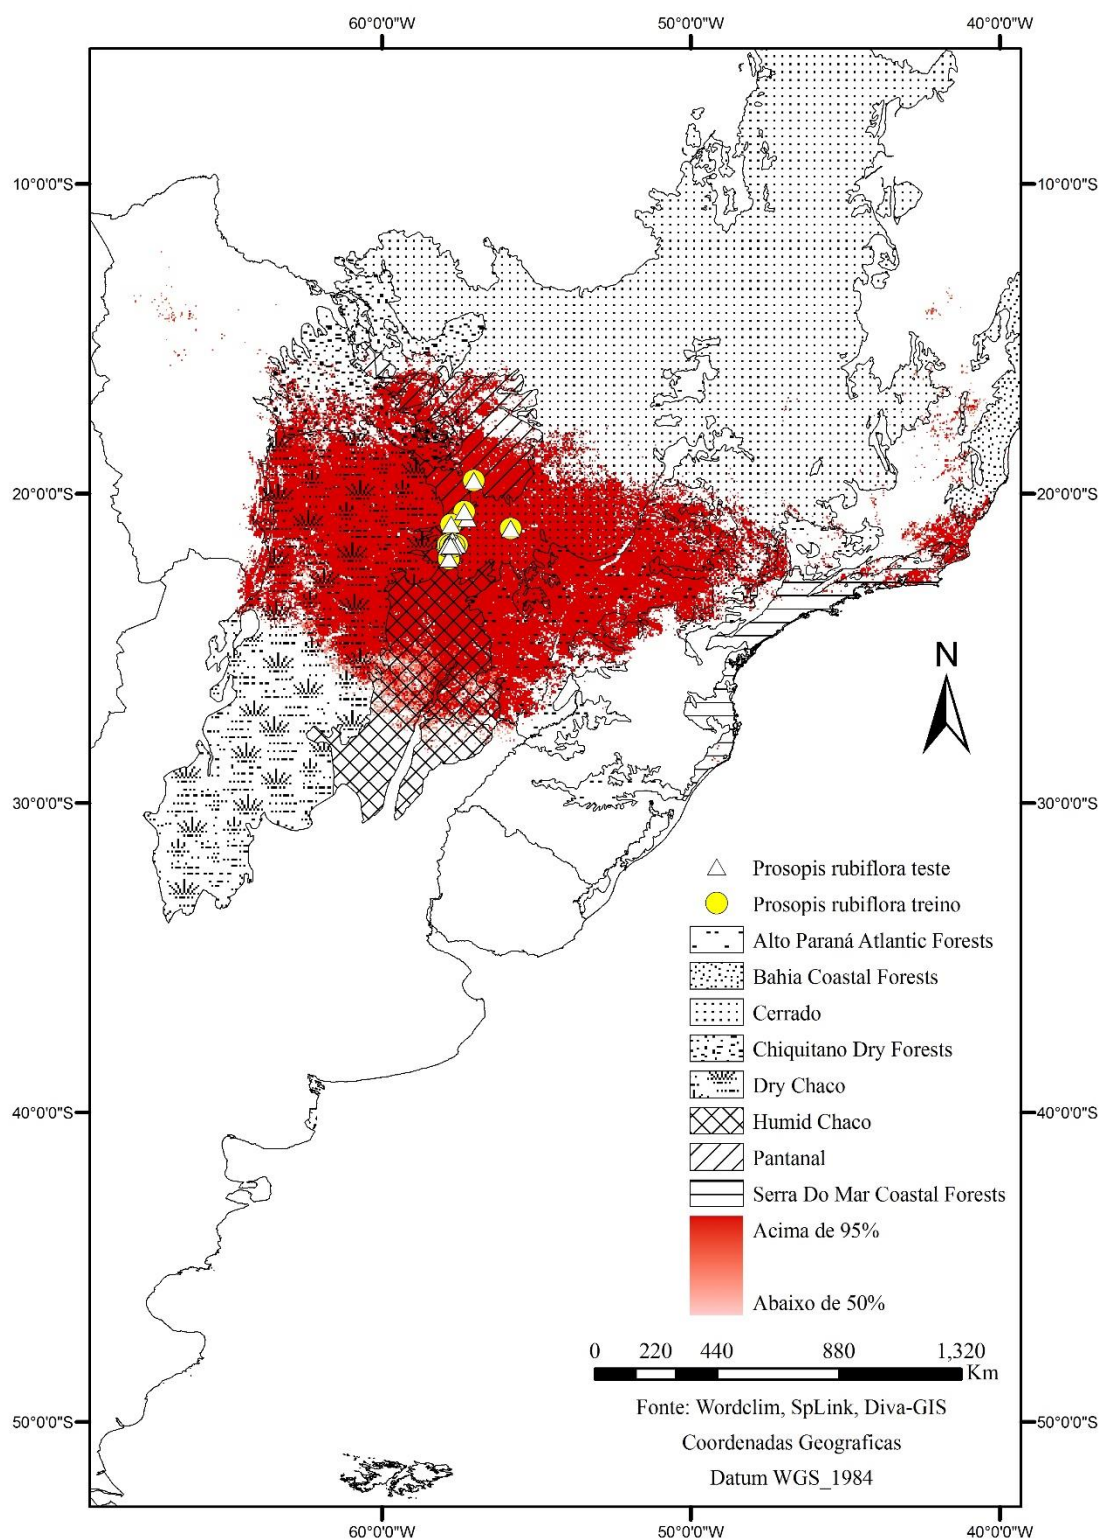 60°0'0"W 50°0'0"W 40°0'0"W
10°0'0"S 10°0'0"S
20°0'0"S 20°0'0"S
N
30°0'0"S 30°0'0"S
Prosopis rubiflora teste
Prosopis rubiflora treino
Alto Paraná Atlantic Forests
Bahia Coastal Forests
Cerrado
Chiquitano Dry Forests
Dry Chaco
40°0'0"S 40°0'0"S
Humid Chaco
Pantanal
Serra Do Mar Coastal Forests
Acima de 95%
Abaixo de 50%
0 220 440 880 1,320
Km
Fonte: Wordclim, SpLink, Diva-GIS
50°0'0"S 50°0'0"S
Coordenadas Geograficas
Datum WGS_1984
60°0'0"W 50°0'0"W 40°0'0"W